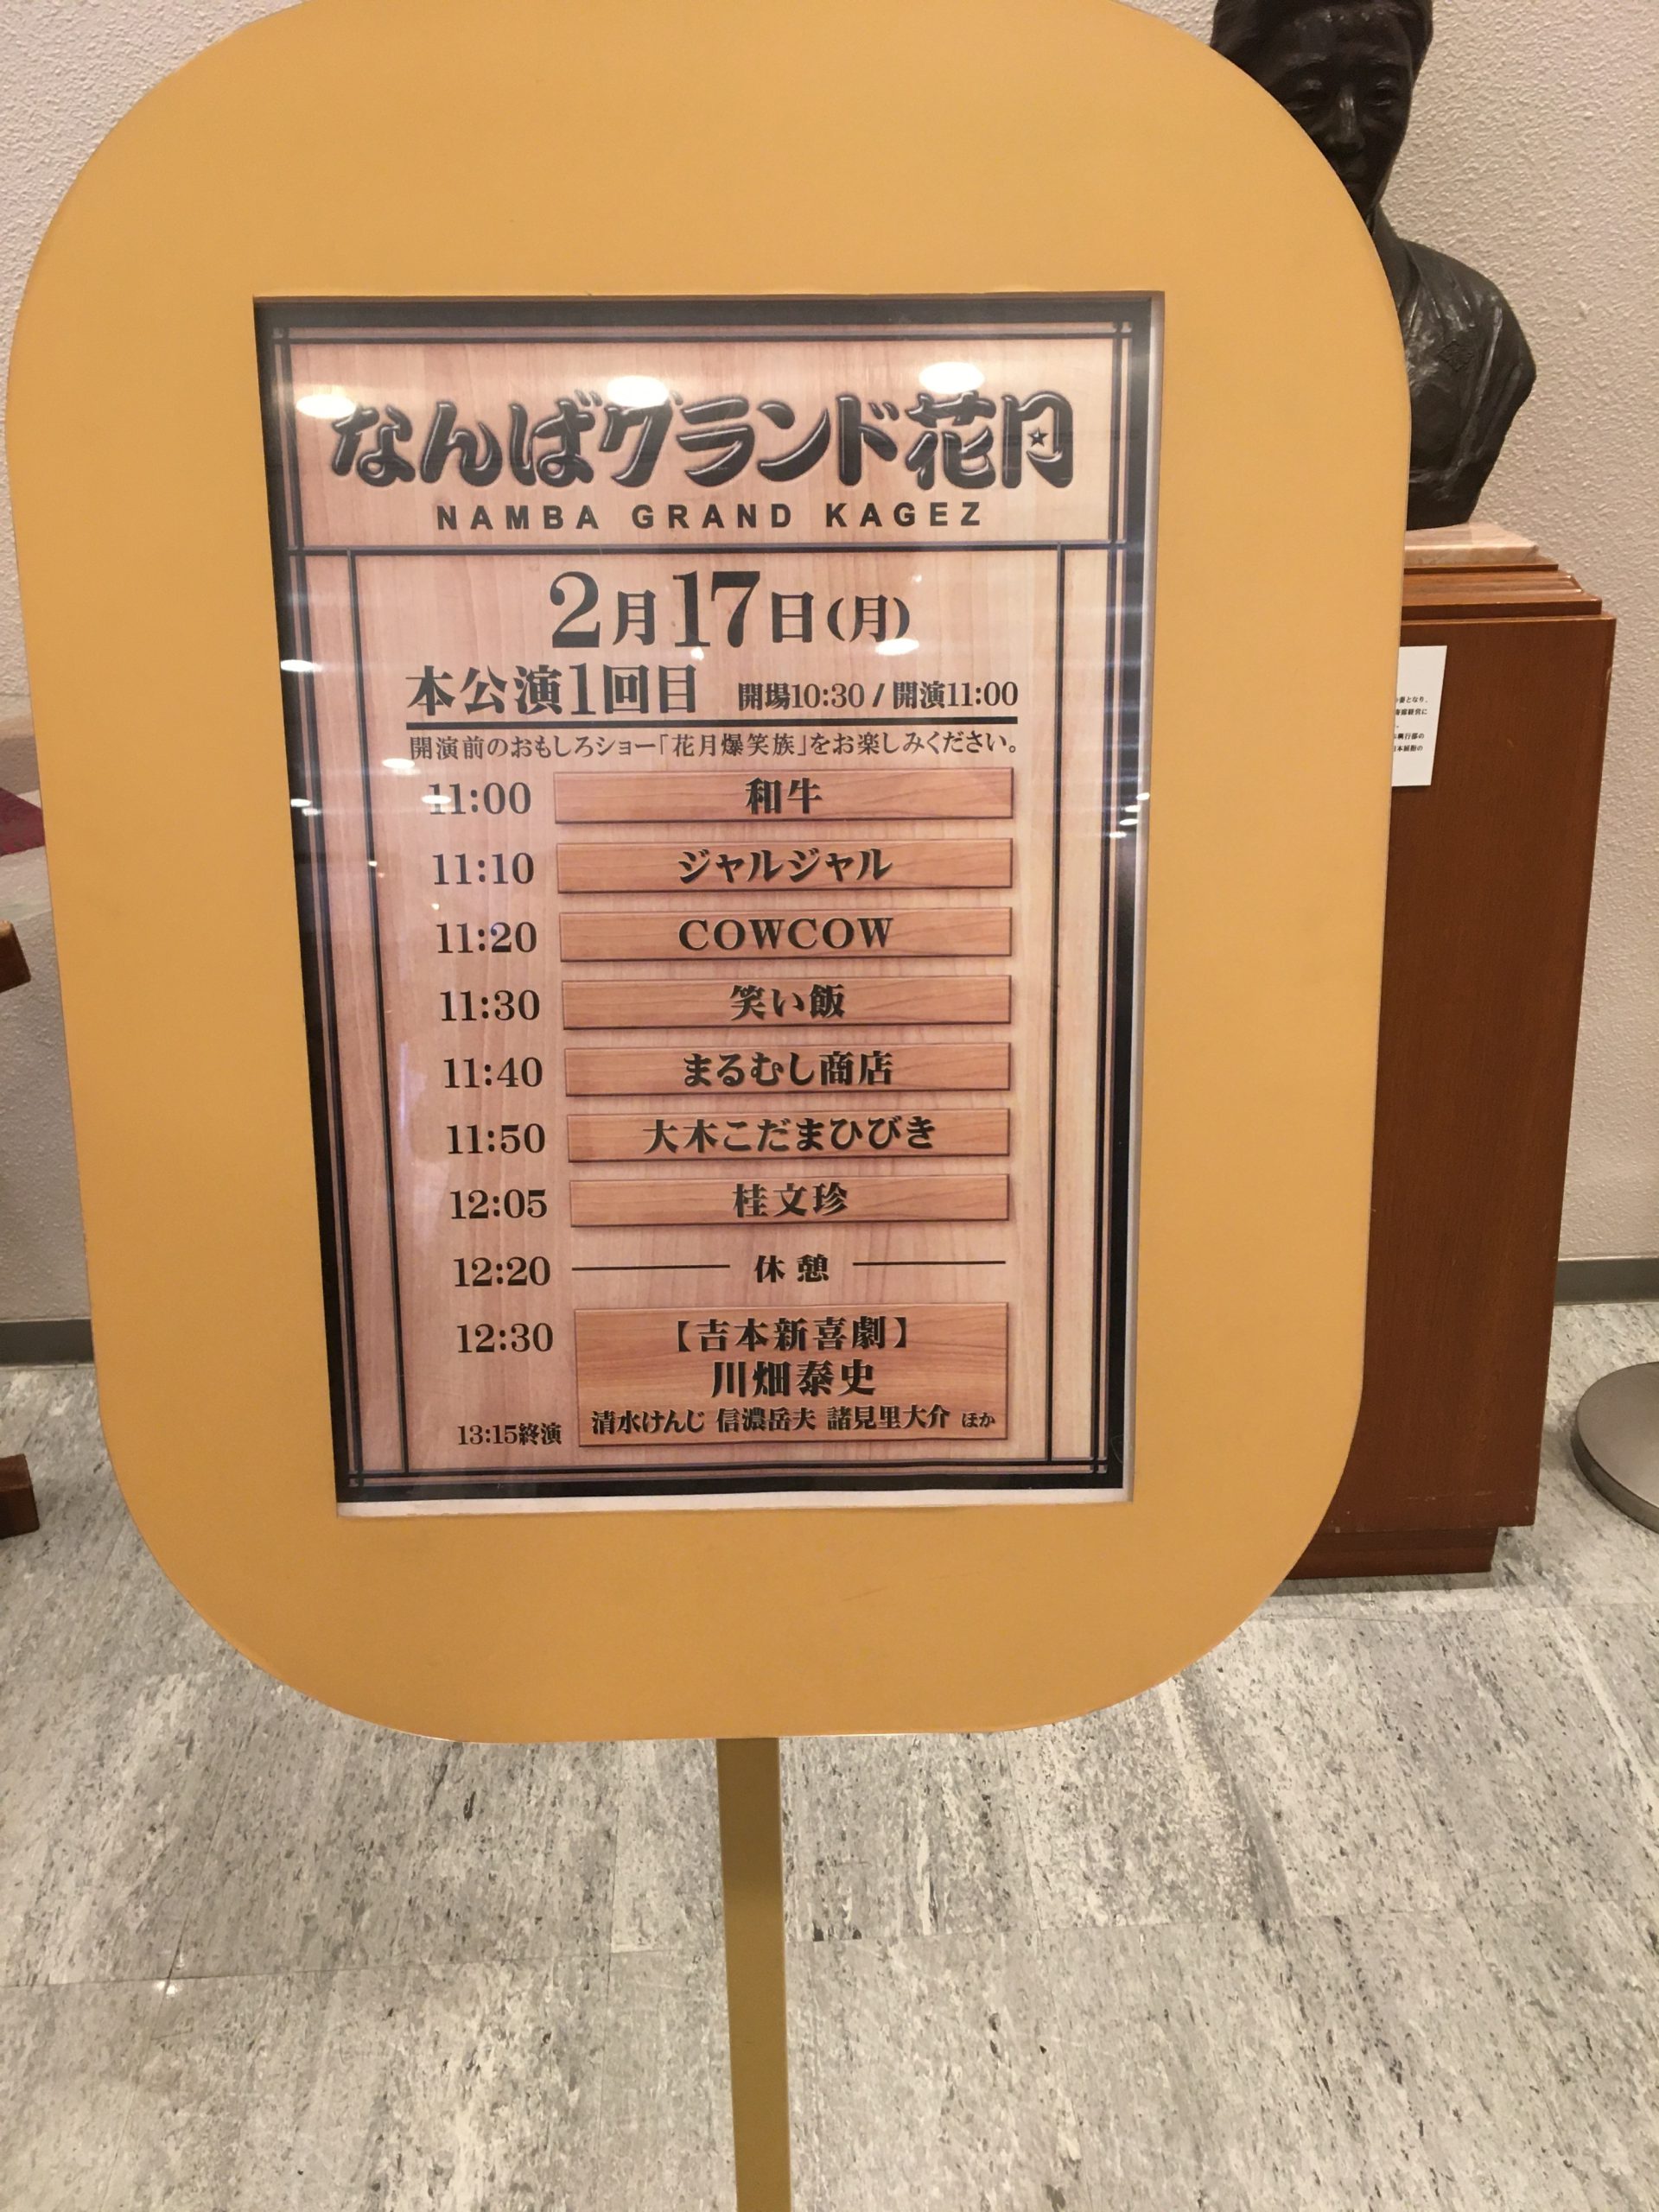 なんばグランド花月
NAMBA GRAND KAGEZ
2月17日(月)
本公演1回目 開場10:30 / 開演11:00
開演前のおもしろショー「花月爆笑族」をお楽しみください。
11:00 和牛
11:10 ジャルジャル
11:20 COWCOW
11:30 笑い飯
11:40 まるむし商店
11:50 大木こだまひびき
12:05 桂文珍
12:20 休憩
12:30 【吉本新喜劇】
川畑泰史
13:15終演 清水けんじ 信濃岳夫 諸見里大介 ほか